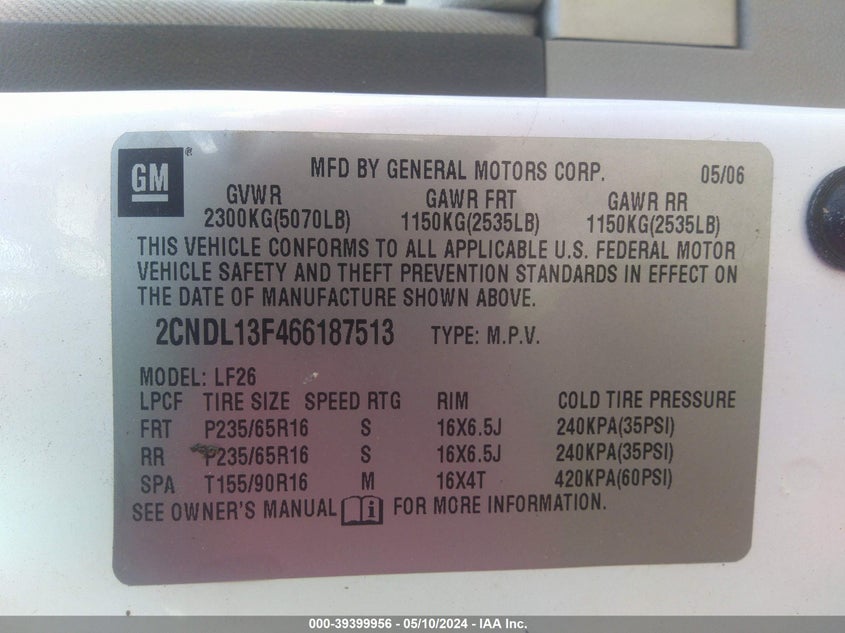 GM ®
MFD BY GENERAL MOTORS CORP. 05/06
GVWR GAWR FRT GAWR RR
2300KG(5070LB) 1150KG(2535LB) 1150KG(2535LB)
THIS VEHICLE CONFORMS TO ALL APPLICABLE U.S. FEDERAL MOTOR
VEHICLE SAFETY AND THEFT PREVENTION STANDARDS IN EFFECT ON
THE DATE OF MANUFACTURE SHOWN ABOVE.
2CNDL13F466187513 TYPE: M.P.V.
MODEL: LF26
LPCF TIRE SIZE SPEED RTG RIM COLD TIRE PRESSURE
FRT P235/65R16 S 16X6.5J 240KPA(35PSI)
RR P235/65R16 S 16X6.5J 240KPA(35PSI)
SPA T155/90R16 M 16X4T 420KPA(60PSI)
SEE OWNER'S MANUAL i FOR MORE INFORMATION.
000-39399956 - 05/10/2024 - IAA Inc.